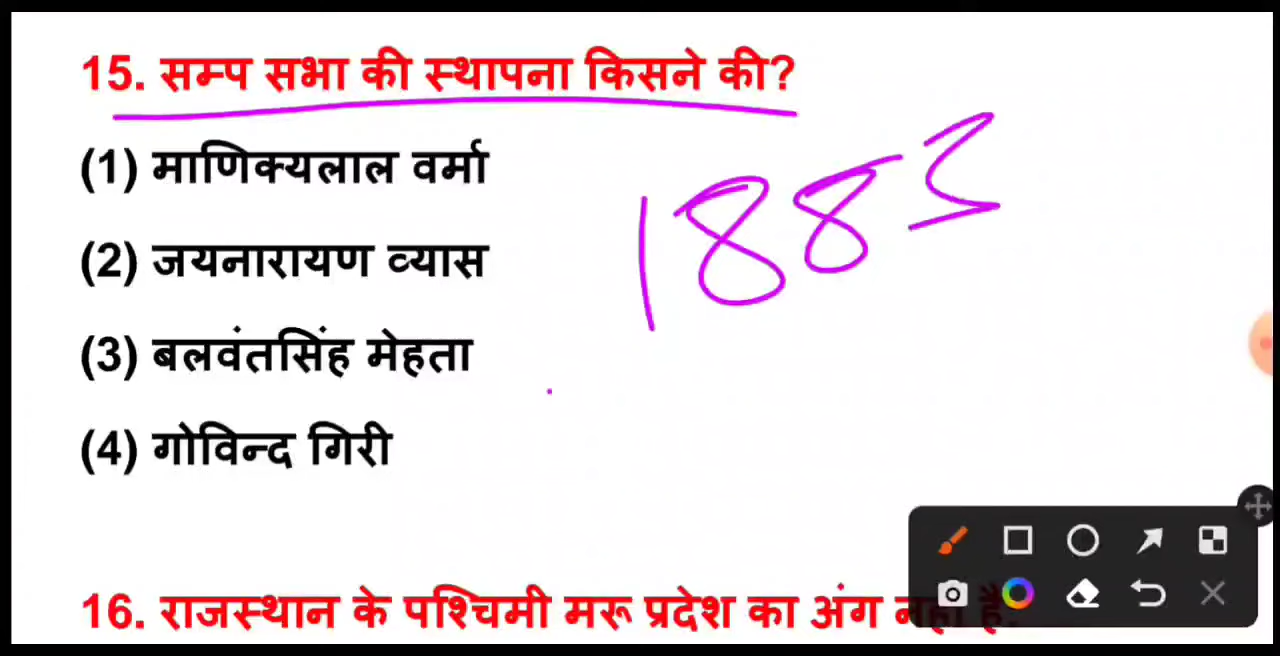 15. सम्प सभा की स्थापना किसने की?
(1) माणिक्यलाल वर्मा
1883
(2) जयनारायण व्यास
(3) बलवंतसिंह मेहता
(4) गोविन्द गिरी
16. राजस्थान के पश्चिमी मरू प्रदेश का अंग नहीं है.